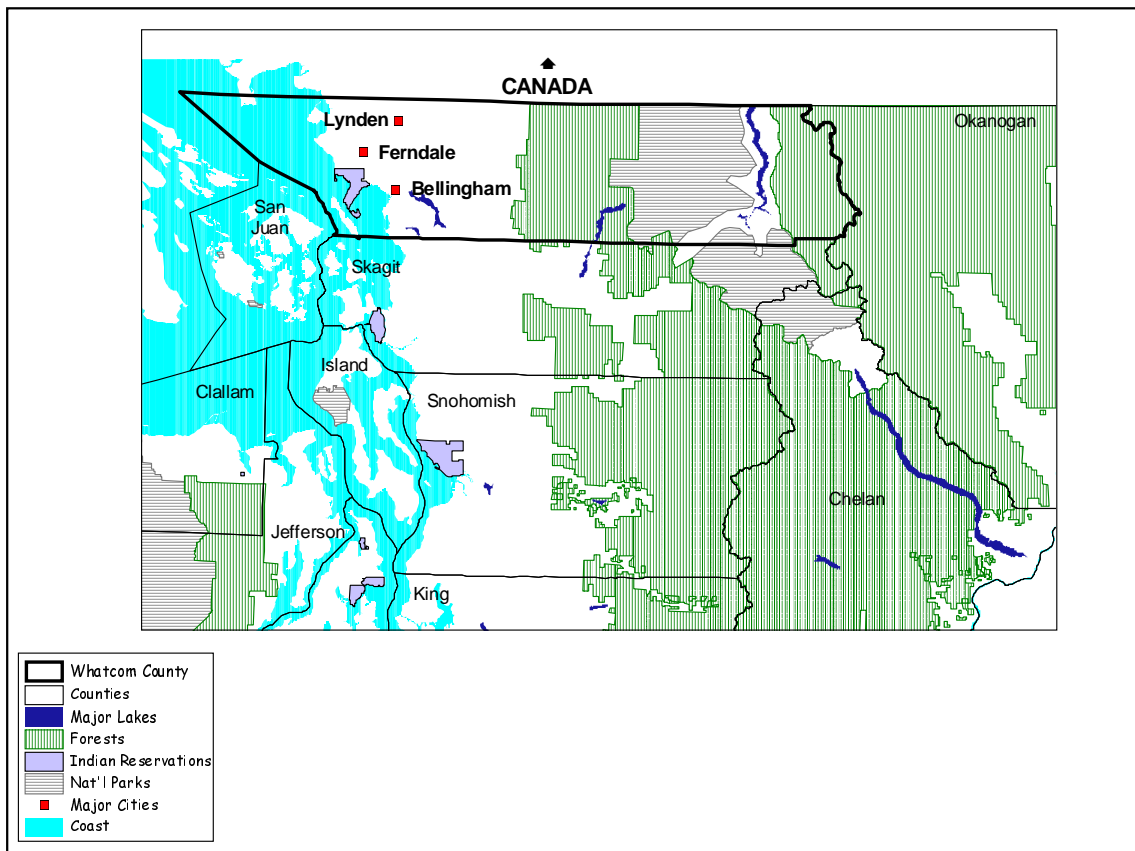 CANADA
Lynden
Okanogan
Ferndale
Bellingham
San
Juan
Skagit
Island
Clallam
Snohomish
Chelan
Jefferson
King
Whatcom County
Counties
Major Lakes
Forests
Indian Reservations
Nat'l Parks
Major Cities
Coast